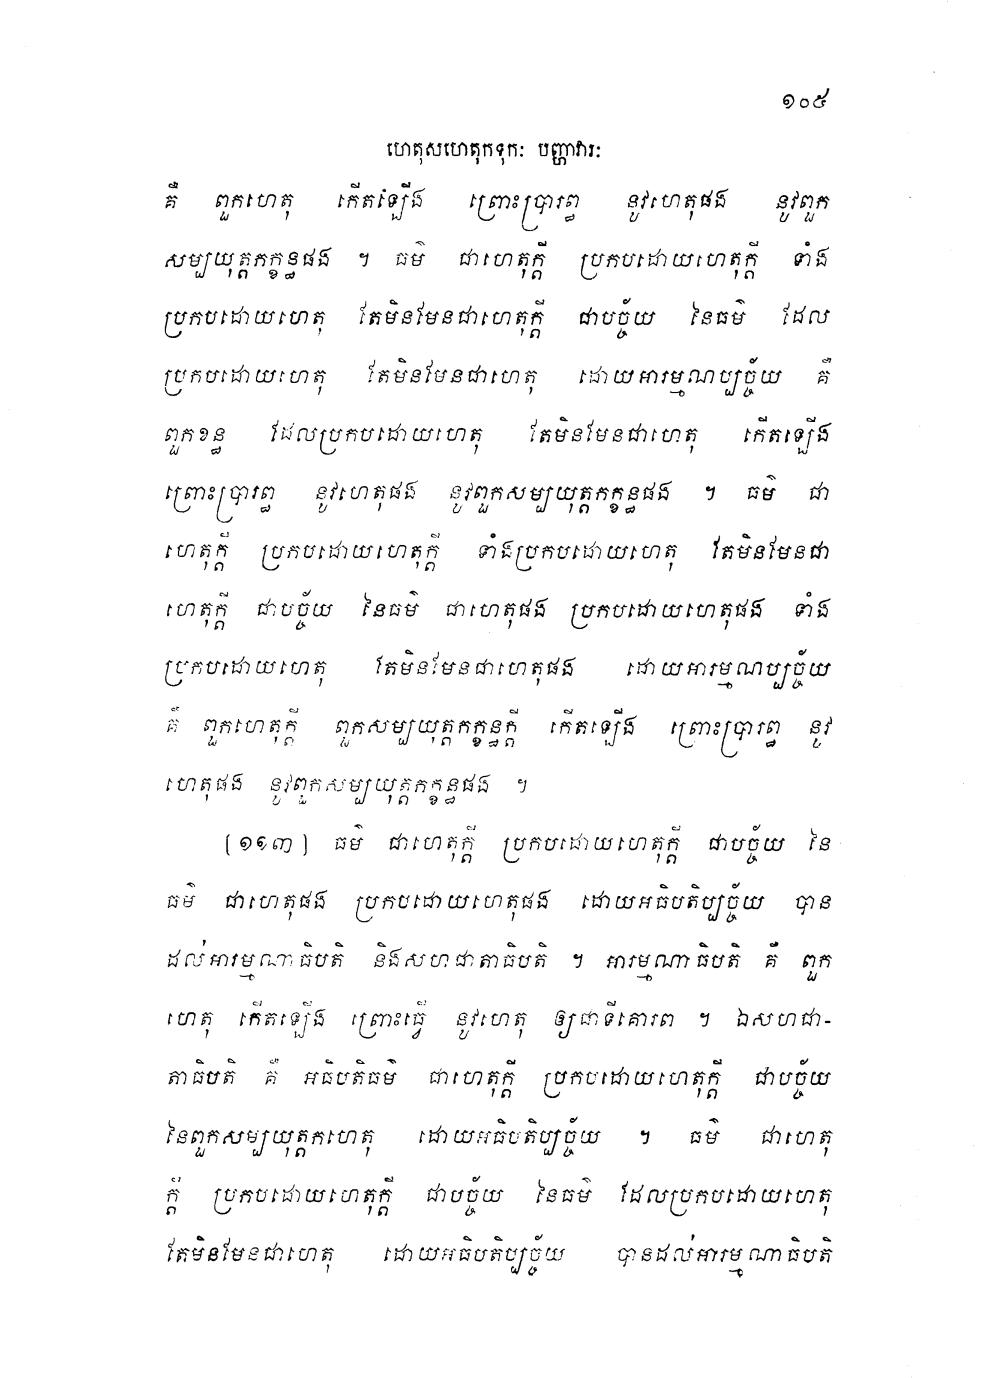 ១០៥
ហេតុសហេតុកទុកៈ បញ្ហាវារៈ
គឺ ពួកហេតុ កើតឡើង ព្រោះប្រារព្ធ នូវហេតុផង នូវពួក
សម្បយុត្តកក្ខន្ធផង ។ ធម៌ ជាហេតុក្តី ប្រកបដោយហេតុក្តី ទាំង
ប្រកបដោយហេតុ តែមិនមែនជាហេតុក្តី ជាបច្ច័យ នៃធម៌ ដែល
ប្រកបដោយហេតុ តែមិនមែនជាហេតុ ដោយអារម្មណប្បច្ច័យ គឺ
ពួកខន្ធ ដែលប្រកបដោយហេតុ តែមិនមែនជាហេតុ កើតឡើង
ព្រោះប្រារព្ធ នូវហេតុផង នូវពួកសម្បយុត្តកក្ខន្ធផង ។ ធម៌ ជា
ហេតុក្តី ប្រកបដោយហេតុក្តី ទាំងប្រកបដោយហេតុ តែមិនមែនជា
ហេតុក្តី ជាបច្ច័យ នៃធម៌ ជាហេតុផង ប្រកបដោយហេតុផង ទាំង
ប្រកបដោយហេតុ តែមិនមែនជាហេតុផង ដោយអារម្មណប្បច្ច័យ
គឺ ពួកហេតុក្តី ពួកសម្បយុត្តកក្ខន្ធក្តី កើតឡើង ព្រោះប្រារព្ធ នូវ
ហេតុផង នូវពួកសម្បយុត្តកក្ខន្ធផង ។
[១១៣] ធម៌ ជាហេតុក្តី ប្រកបដោយហេតុក្តី ជាបច្ច័យ នៃ
ធម៌ ជាហេតុផង ប្រកបដោយហេតុផង ដោយអធិបតិប្បច្ច័យ បាន
ដល់អារម្មណាធិបតិ និងសហជាតាធិបតិ ។ អារម្មណាធិបតិ គឺ ពួក
ហេតុ កើតឡើង ព្រោះធ្វើ នូវហេតុ ឲ្យជាទីគោរព ។ ឯសហជា-
តាធិបតិ គឺ អធិបតិធម៌ ជាហេតុក្តី ប្រកបដោយហេតុក្តី ជាបច្ច័យ
នៃពួកសម្បយុត្តកហេតុ ដោយអធិបតិប្បច្ច័យ ។ ធម៌ ជាហេតុ
ក្តី ប្រកបដោយហេតុក្តី ជាបច្ច័យ នៃធម៌ ដែលប្រកបដោយហេតុ
តែមិនមែនជាហេតុ ដោយអធិបតិប្បច្ច័យ បានដល់អារម្មណាធិបតិ